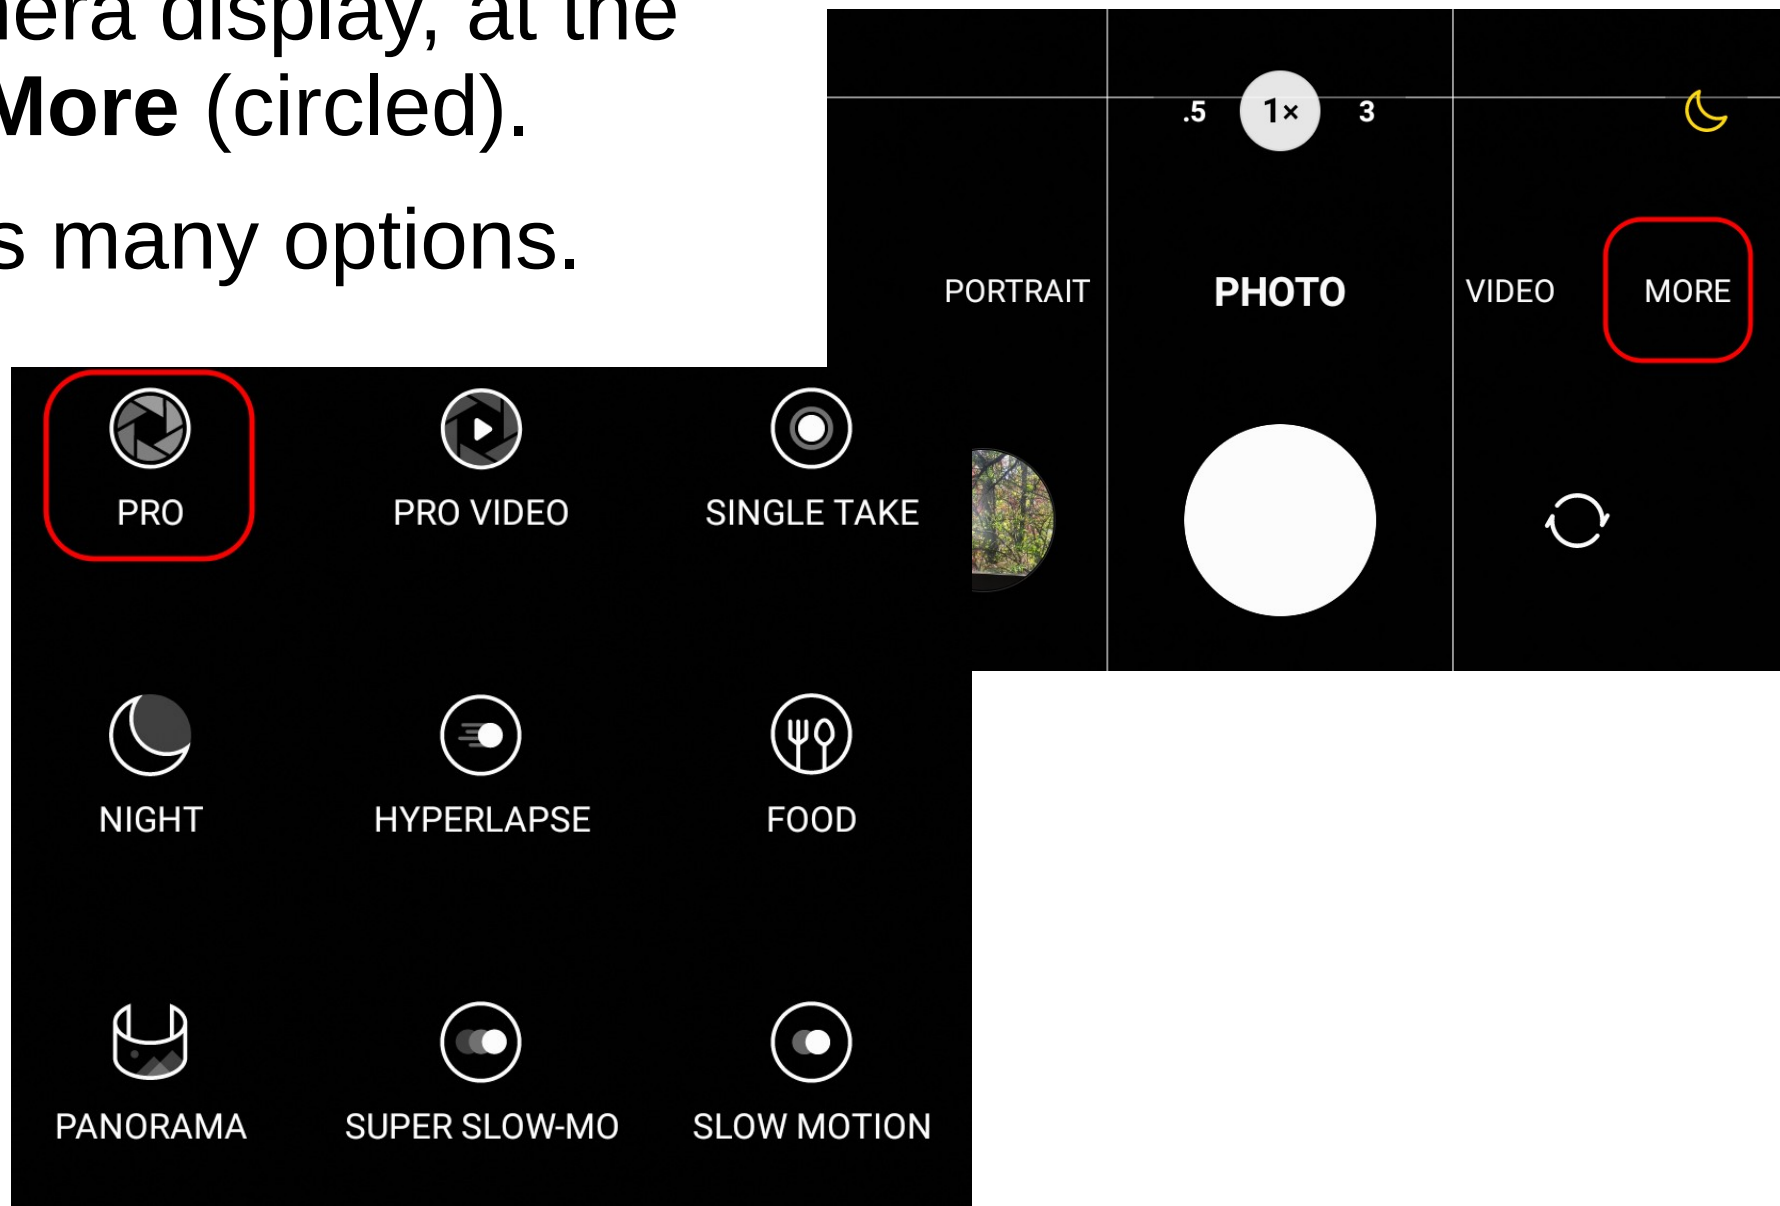 era display, at the
More (circled).
s many options.
.5 1× 3
PORTRAIT PHOTO VIDEO MORE
PRO PRO VIDEO SINGLE TAKE
NIGHT HYPERLAPSE FOOD
PANORAMA SUPER SLOW-MO SLOW MOTION